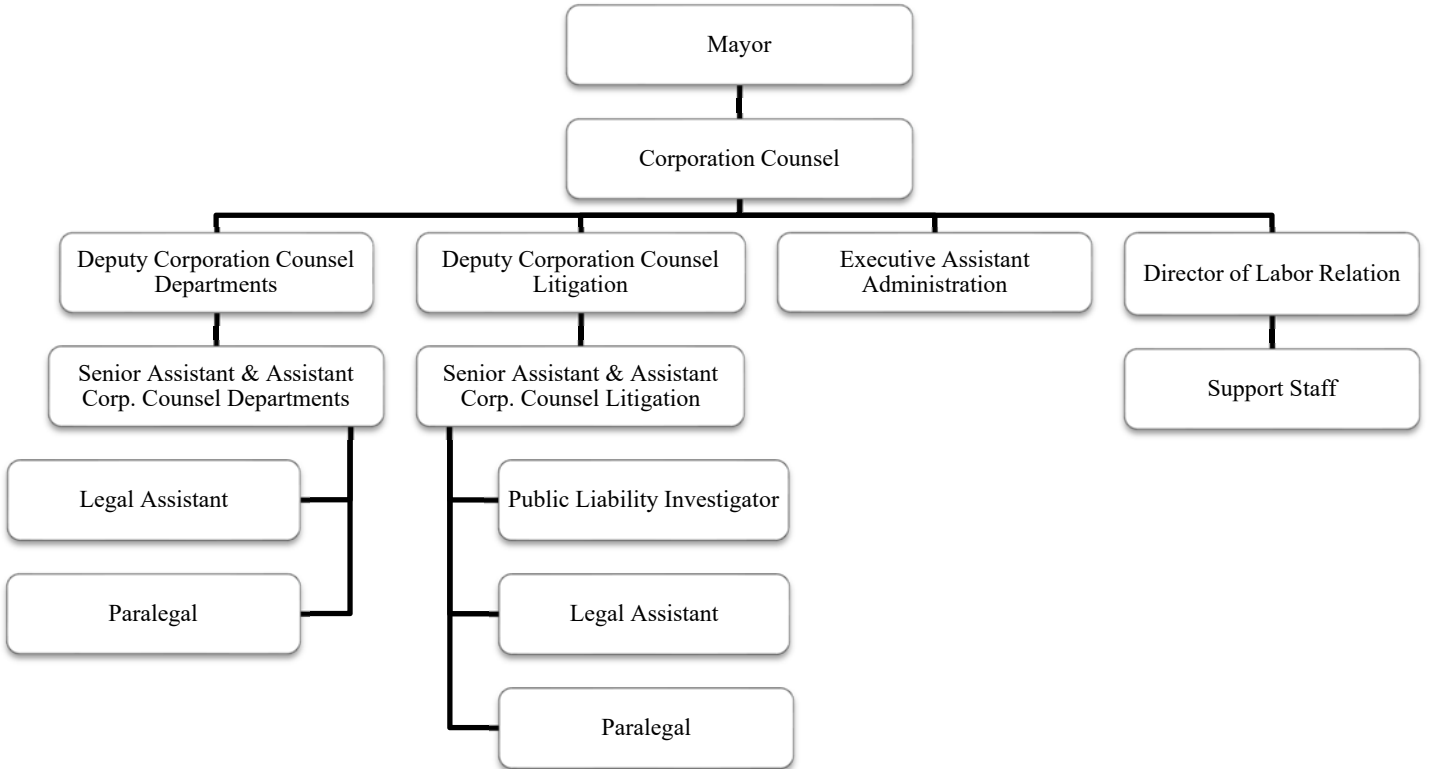 Mayor
Corporation Counsel
Deputy Corporation Counsel
Departments
Deputy Corporation Counsel
Litigation
Executive Assistant
Administration
Director of Labor Relation
Senior Assistant & Assistant
Corp. Counsel Departments
Senior Assistant & Assistant
Corp. Counsel Litigation
Support Staff
Legal Assistant
Public Liability Investigator
Paralegal
Legal Assistant
Paralegal